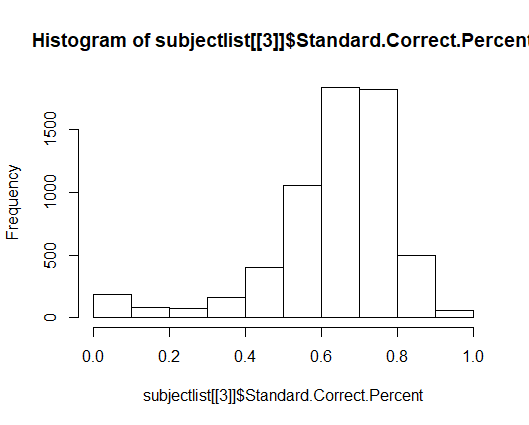 Histogram of subjectlist[[3]]$Standard.Correct.Percent
Frequency
1500
1000
500
0
0.0 0.2 0.4 0.6 0.8 1.0
subjectlist[[3]]$Standard.Correct.Percent